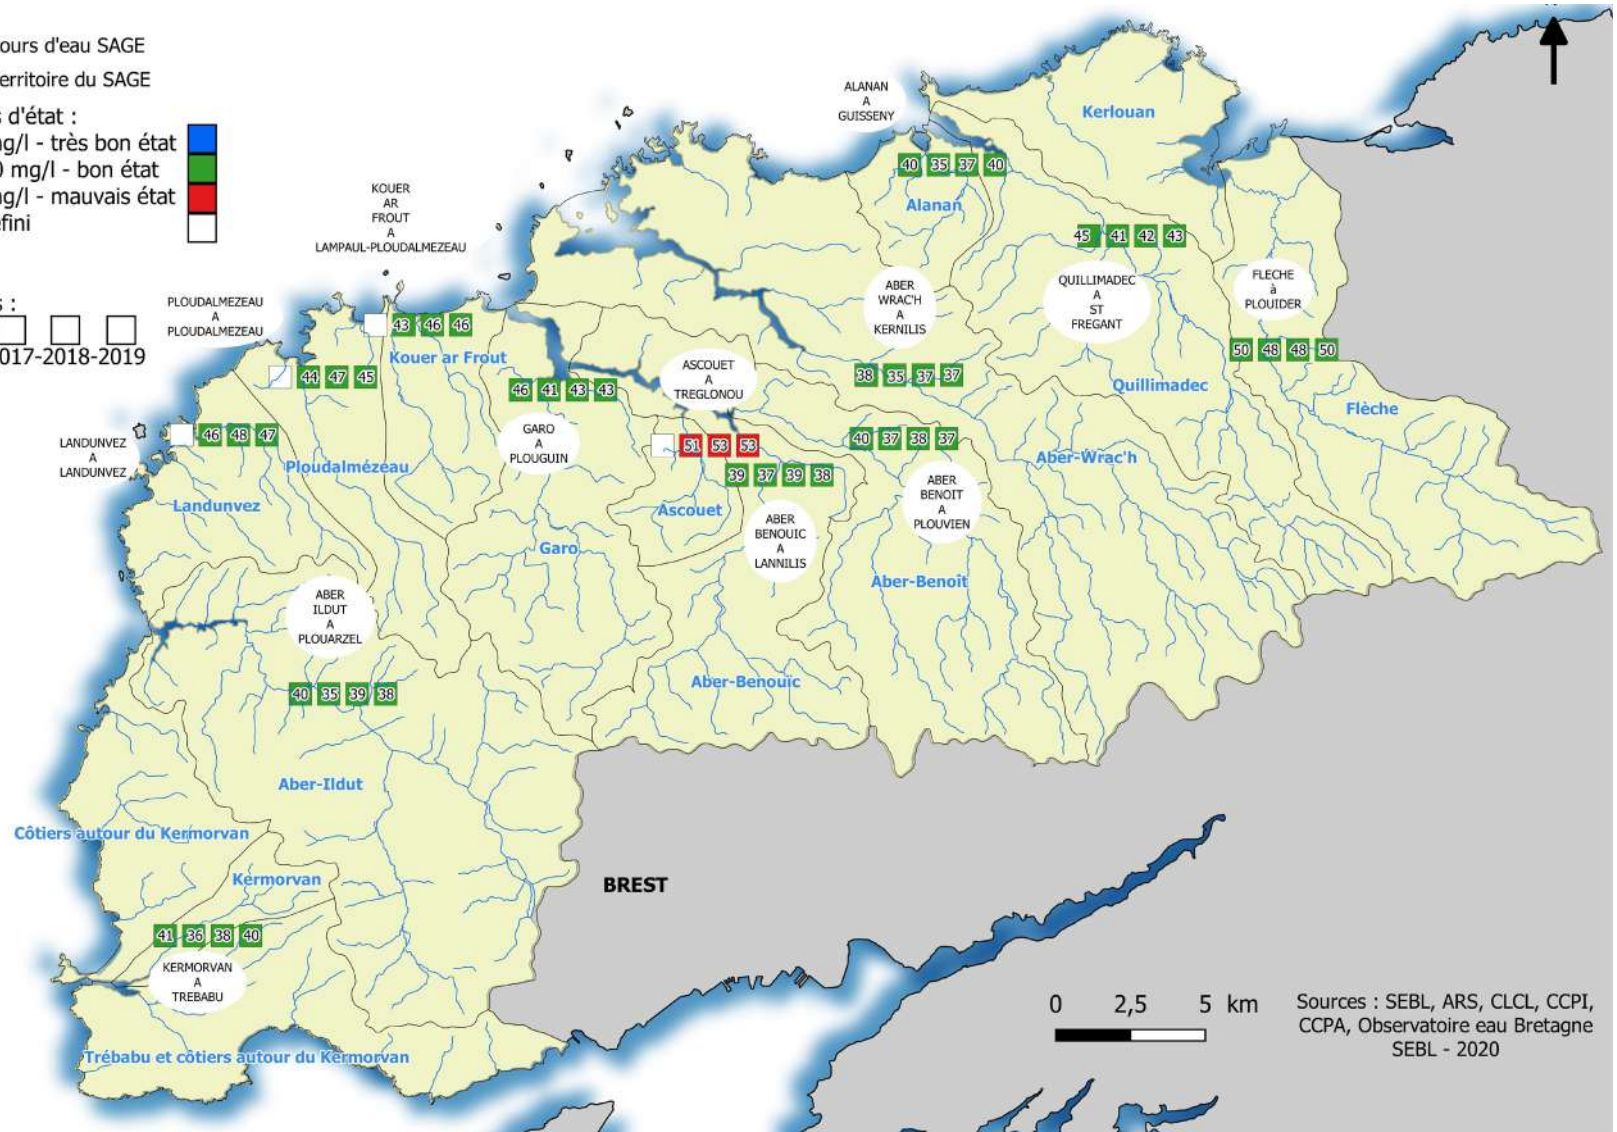 ours d'eau SAGE
erritoire du SAGE
s d'état :
mg/l - très bon état
0 mg/l - bon état
mg/l - mauvais état
éfini
s :
017-2018-2019
ALANAN
A
GUISSENY
Kerlouan
40 35 37 40
Alanan
KOUER
AR
FROUT
A
LAMPAUL-PLOUDALMEZEAU
45 41 42 43
ABER
WRAC'H
A
KERNILIS
QUILLIMADEC
A
ST
FREGANT
FLECHE
à
PLOUIDER
PLOUDALMEZEAU
A
PLOUDALMEZEAU
43 46 46
Kouer ar Frout
50 48 48 50
ASCOUET
A
TREGLONOU
44 47 45
46 41 43 43
38 35 37 37
Quillimadec
Flèche
LANDUNVEZ
A
LANDUNVEZ
46 48 47
GARO
A
PLOUGUIN
51 53 53
40 37 38 37
Ploudalmézeau
39 37 39 38
Aber-Wrac'h
Landunvez
Ascouet
ABER
BENOUIC
A
LANNILIS
ABER
BENOIT
A
PLOUVIEN
Garo
Aber-Benoît
ABER
ILDUT
A
PLOUARZEL
Aber-Benouïc
40 35 39 38
Aber-Ildut
Côtiers autour du Kermorvan
Kermorvan
BREST
41 36 38 40
KERMORVAN
A
TREBABU
Trébabu et côtiers autour du Kermorvan
0 2,5 5 km
Sources : SEBL, ARS, CLCL, CCPI,
CCPA, Observatoire eau Bretagne
SEBL - 2020